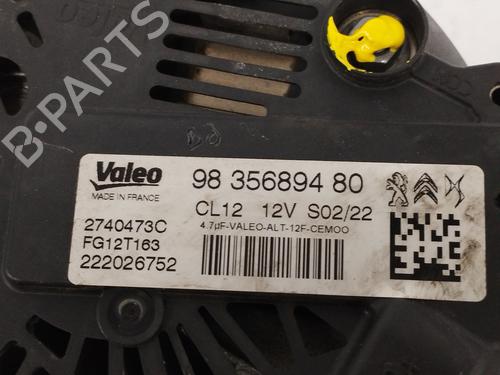 B-PARTS
Valeo
MADE IN FRANCE
98 356894 80
CL12 12V S02/22
4.7µF-VALEO-ALT-12F-CEMOO
2740473C
FG12T163
222026752